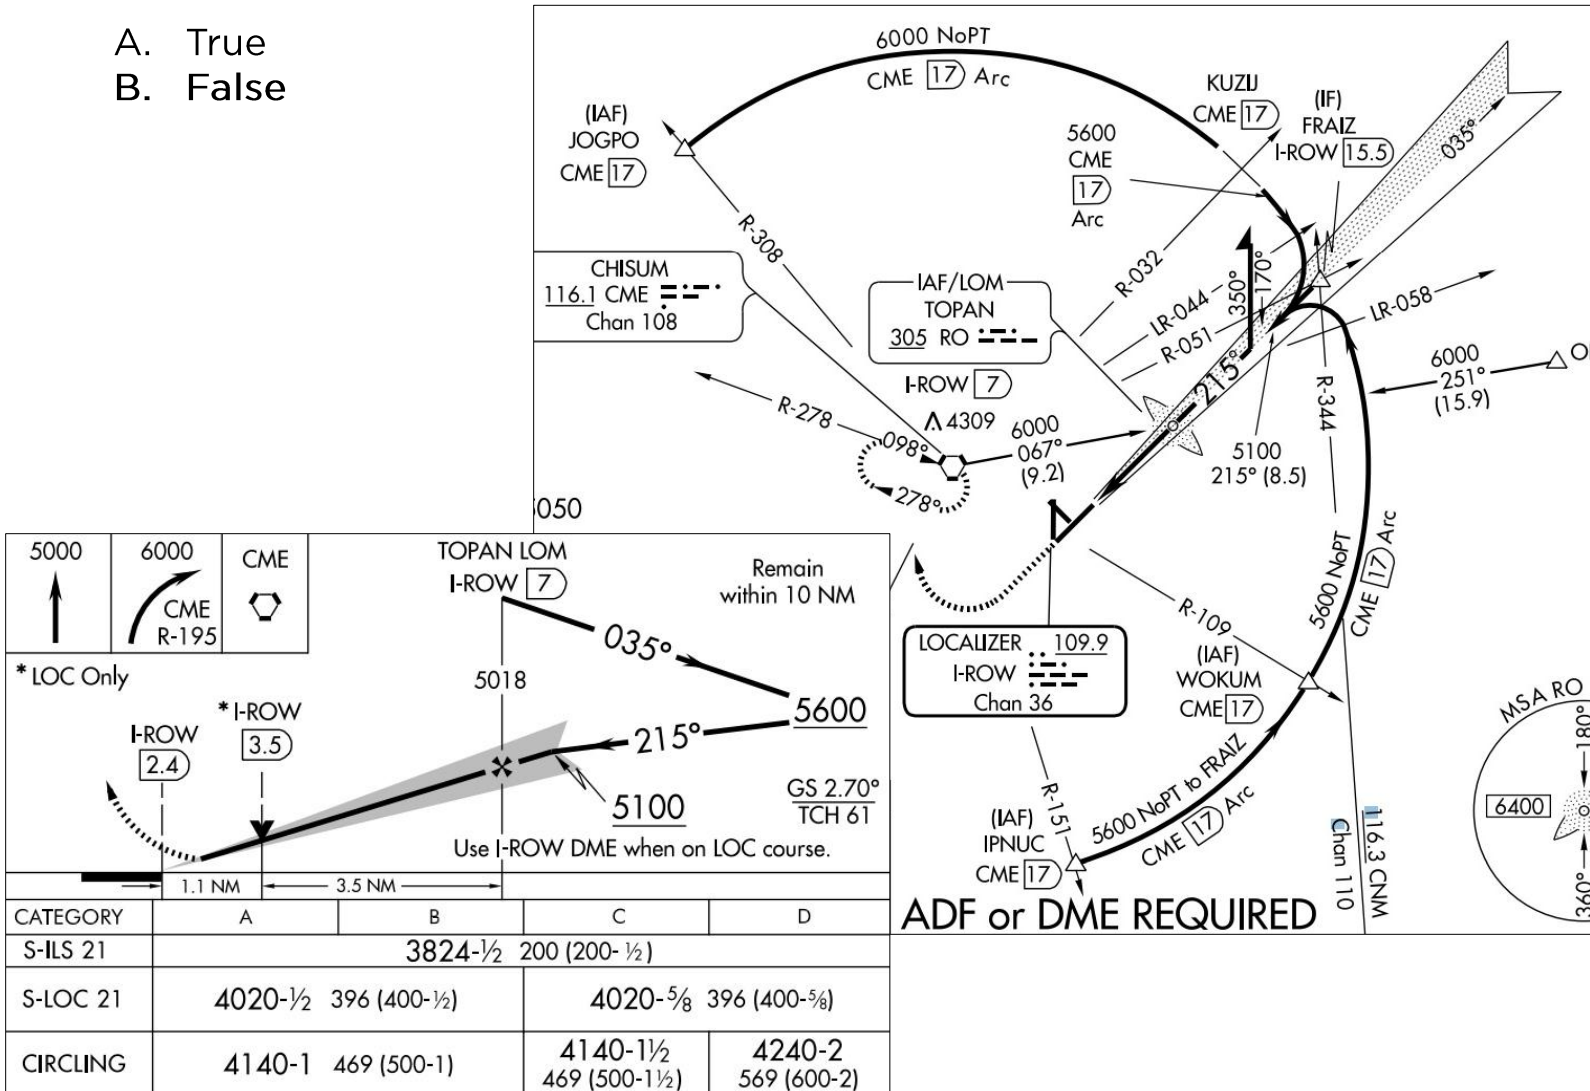 A. True
B. False
6000 NoPT
CME 17 Arc
(IAF)
JOGPO
CME 17
KUZIJ
CME 17
(IF)
FRAIZ
I-ROW 15.5
035°
5600
CME
17
Arc
R-308
R-032
LR-044
R-051
350°
170°
LR-058
CHISUM
116.1 CME
Chan 108
IAF/LOM
TOPAN
305 RO
I-ROW 7
4309
215°
6000
251°
(15.9)
R-344
R-278
098°
278°
6000
067°
(9.2)
5100
215° (8.5)
5050
5600 NoPT
CME 17 Arc
R-109
LOCALIZER 109.9
I-ROW
Chan 36
(IAF)
WOKUM
CME 17
5600 NoPT to FRAIZ
CME 17 Arc
R-151
(IAF)
IPNUC
CME 17
116.3 CNM
Chan 110
MSA RO
180°
6400
360°
ADF or DME REQUIRED
5000
6000
CME
R-195
CME
TOPAN LOM
I-ROW 7
Remain
within 10 NM
* LOC Only
035°
5018
5600
215°
I-ROW
2.4
* I-ROW
3.5
5100
GS 2.70°
TCH 61
Use I-ROW DME when on LOC course.
1.1 NM
3.5 NM
CATEGORY A B C D
S-ILS 21 3824-½ 200 (200-½)
S-LOC 21 4020-½ 396 (400-½) 4020-⅝ 396 (400-⅝)
CIRCLING 4140-1 469 (500-1) 4140-1½ 469 (500-1½) 4240-2 569 (600-2)